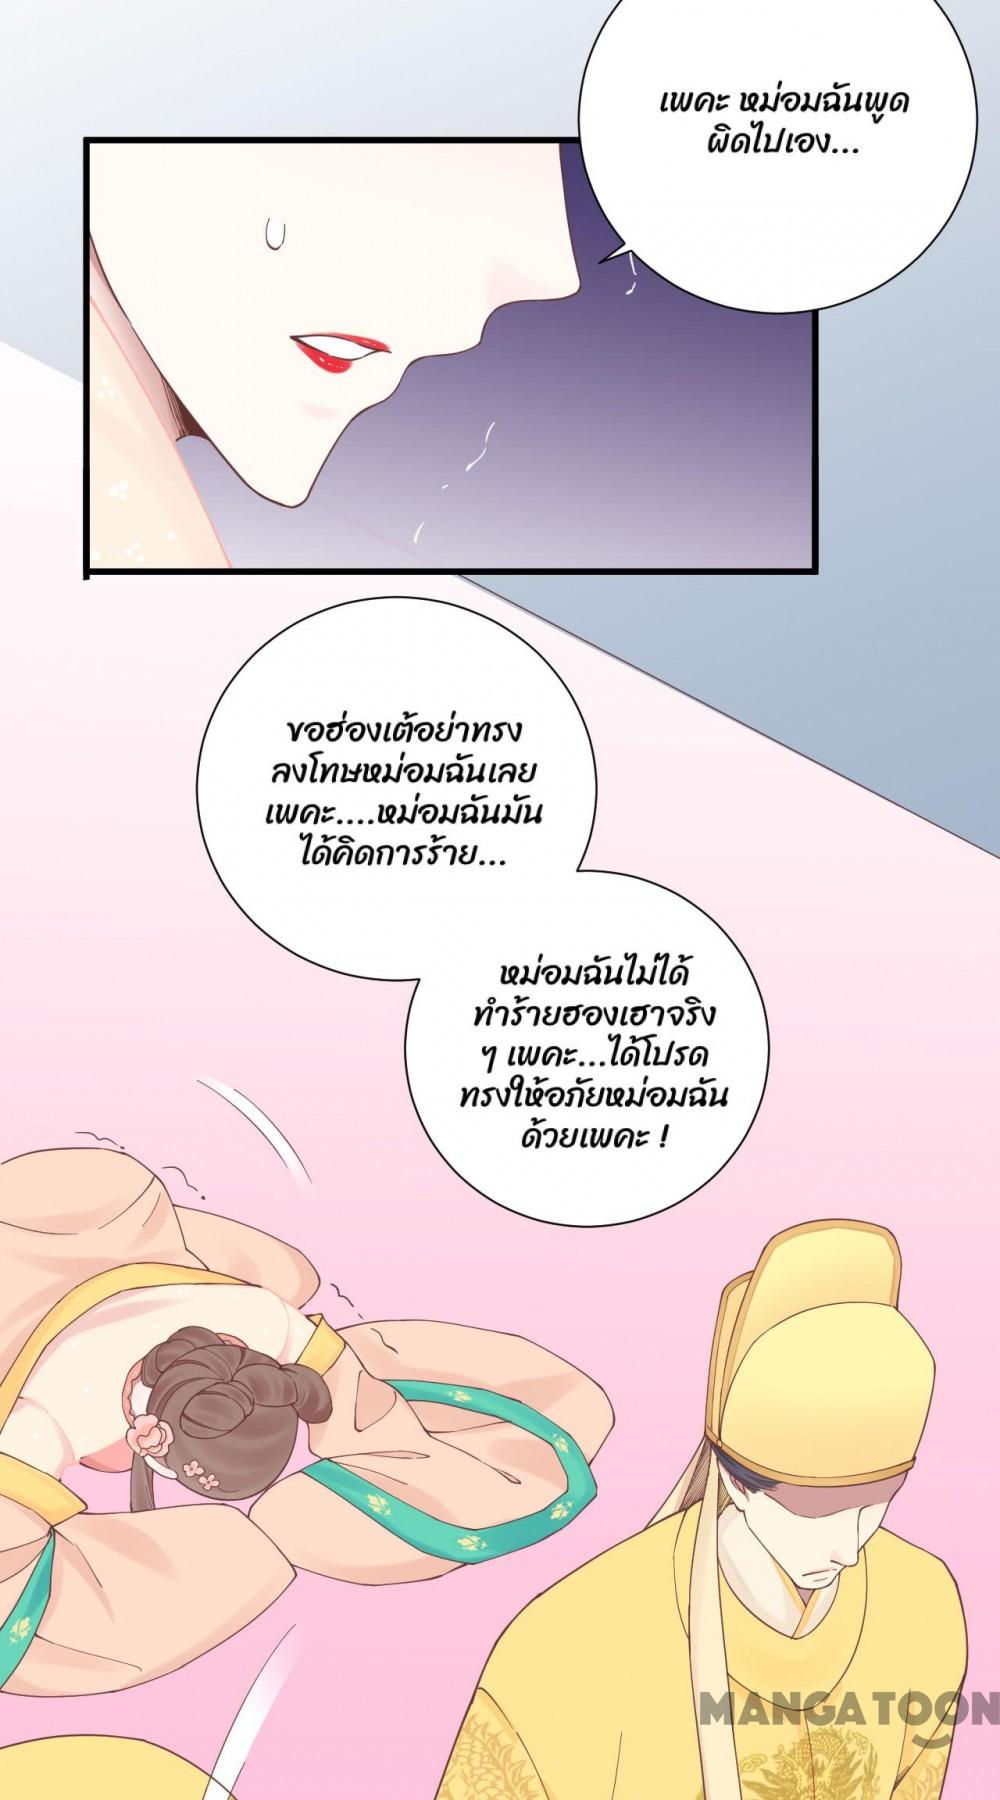 เพคะ หม่อมฉันพูด
ผิดไปเอง...
ขอฮ่องเต้อย่าทรง
ลงโทษหม่อมฉันเลย
เพคะ....หม่อมฉันมัน
ได้คิดการร้าย...
หม่อมฉันไม่ได้
ทำร้ายฮองเฮาจริง
ๆ เพคะ...ได้โปรด
ทรงให้อภัยหม่อมฉัน
ด้วยเพคะ !
MANGATOON